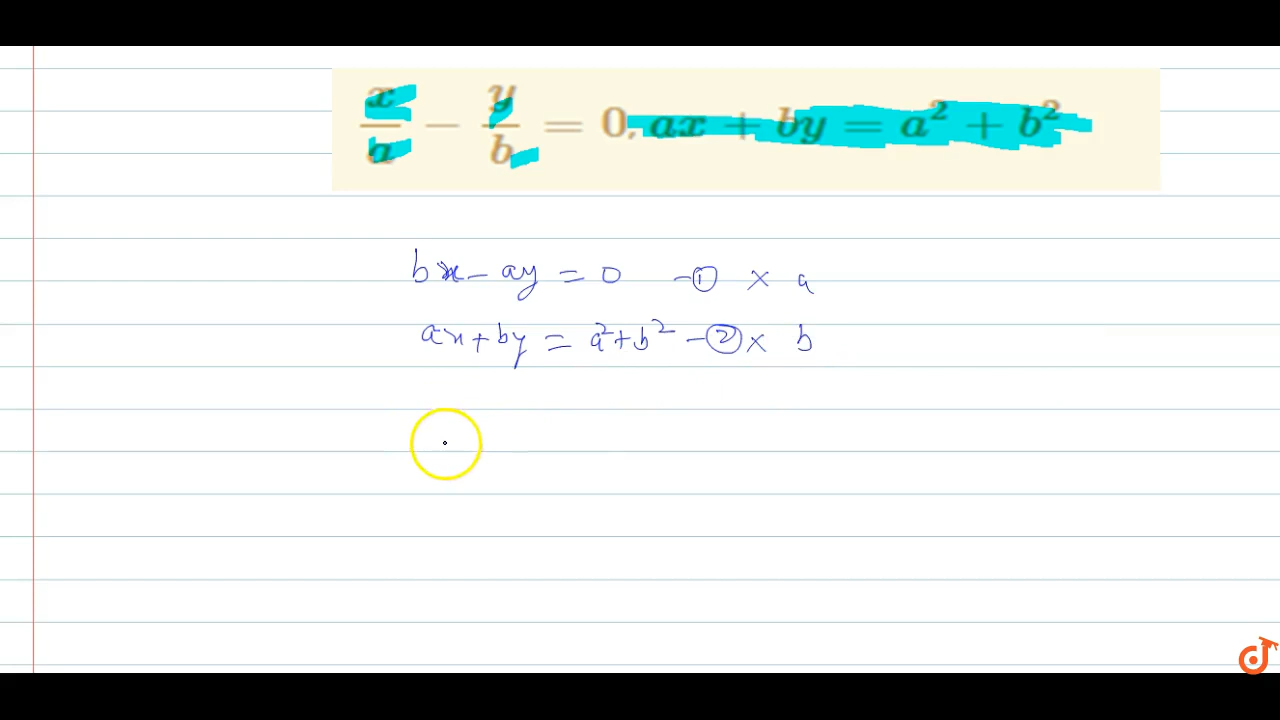 x/a − y/b = 0, ax + by = a² + b²
bx − ay = 0 −① × a
ax + by = a² + b² −② × b